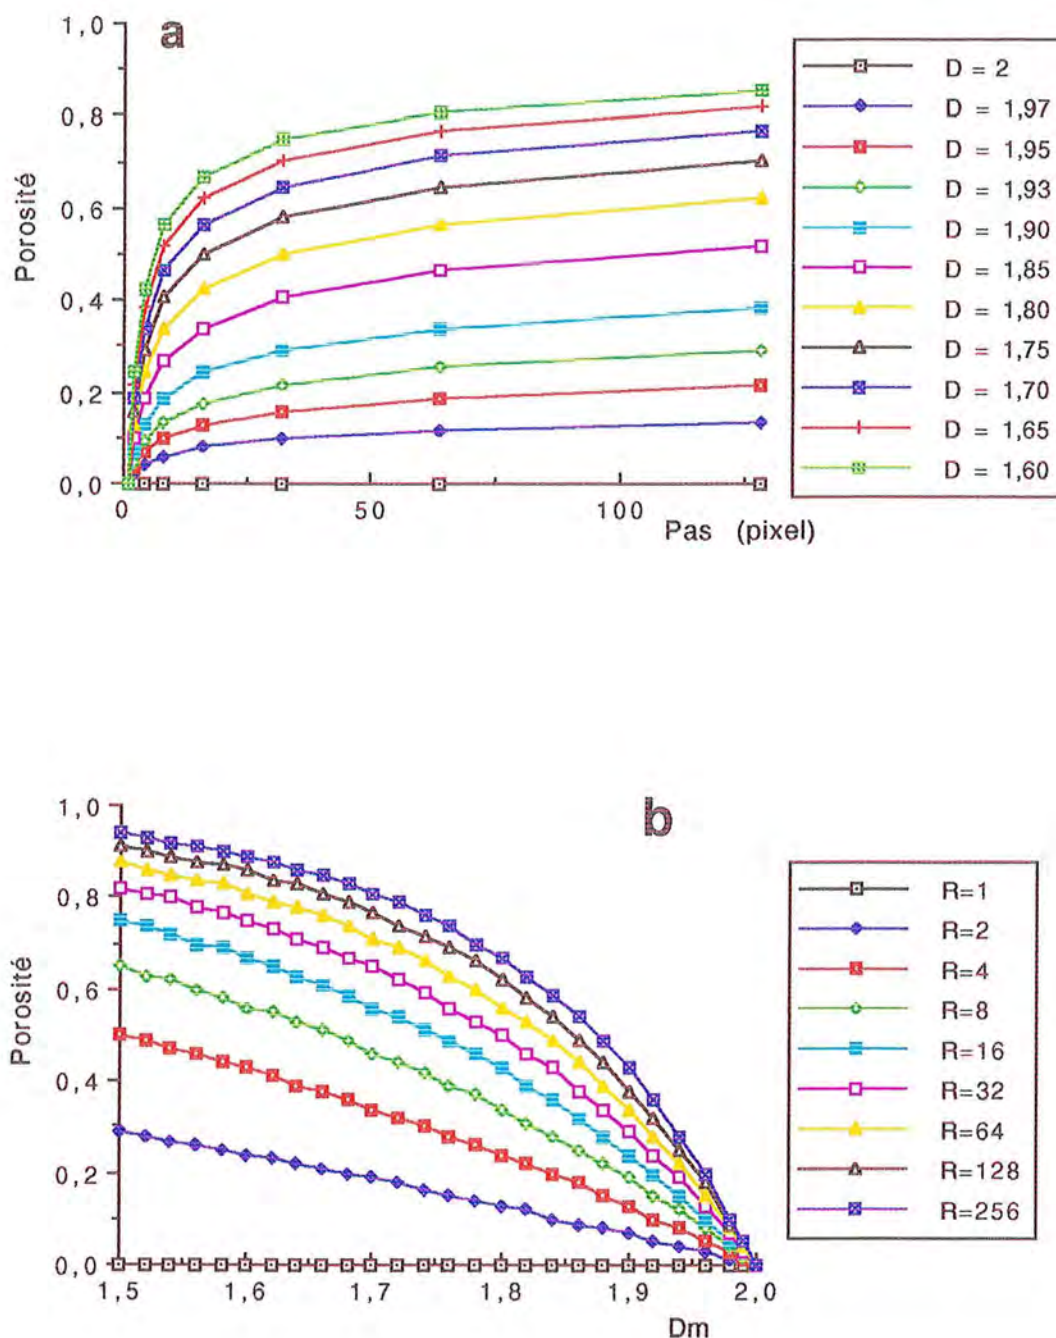 a
1,0
0,8
0,6
0,4
0,2
0,0
Porosité
0
50
100
Pas (pixel)
D = 2
D = 1,97
D = 1,95
D = 1,93
D = 1,90
D = 1,85
D = 1,80
D = 1,75
D = 1,70
D = 1,65
D = 1,60
b
1,0
0,8
0,6
0,4
0,2
0,0
Porosité
1,5
1,6
1,7
1,8
1,9
2,0
Dm
R=1
R=2
R=4
R=8
R=16
R=32
R=64
R=128
R=256